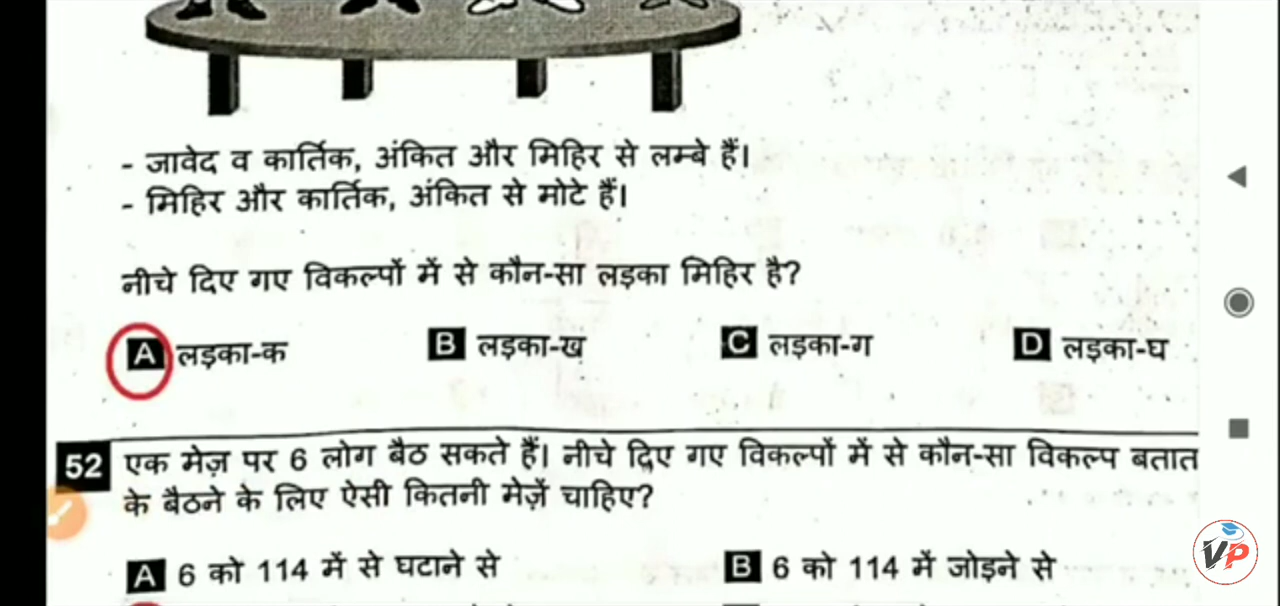 - जावेद व कार्तिक, अंकित और मिहिर से लम्बे हैं।
- मिहिर और कार्तिक, अंकित से मोटे हैं।
नीचे दिए गए विकल्पों में से कौन-सा लड़का मिहिर है?
A लड़का-क B लड़का-ख C लड़का-ग D लड़का-घ
52 एक मेज़ पर 6 लोग बैठ सकते हैं। नीचे दिए गए विकल्पों में से कौन-सा विकल्प बतात
के बैठने के लिए ऐसी कितनी मेज़ें चाहिए?
A 6 को 114 में से घटाने से B 6 को 114 में जोड़ने से
VP